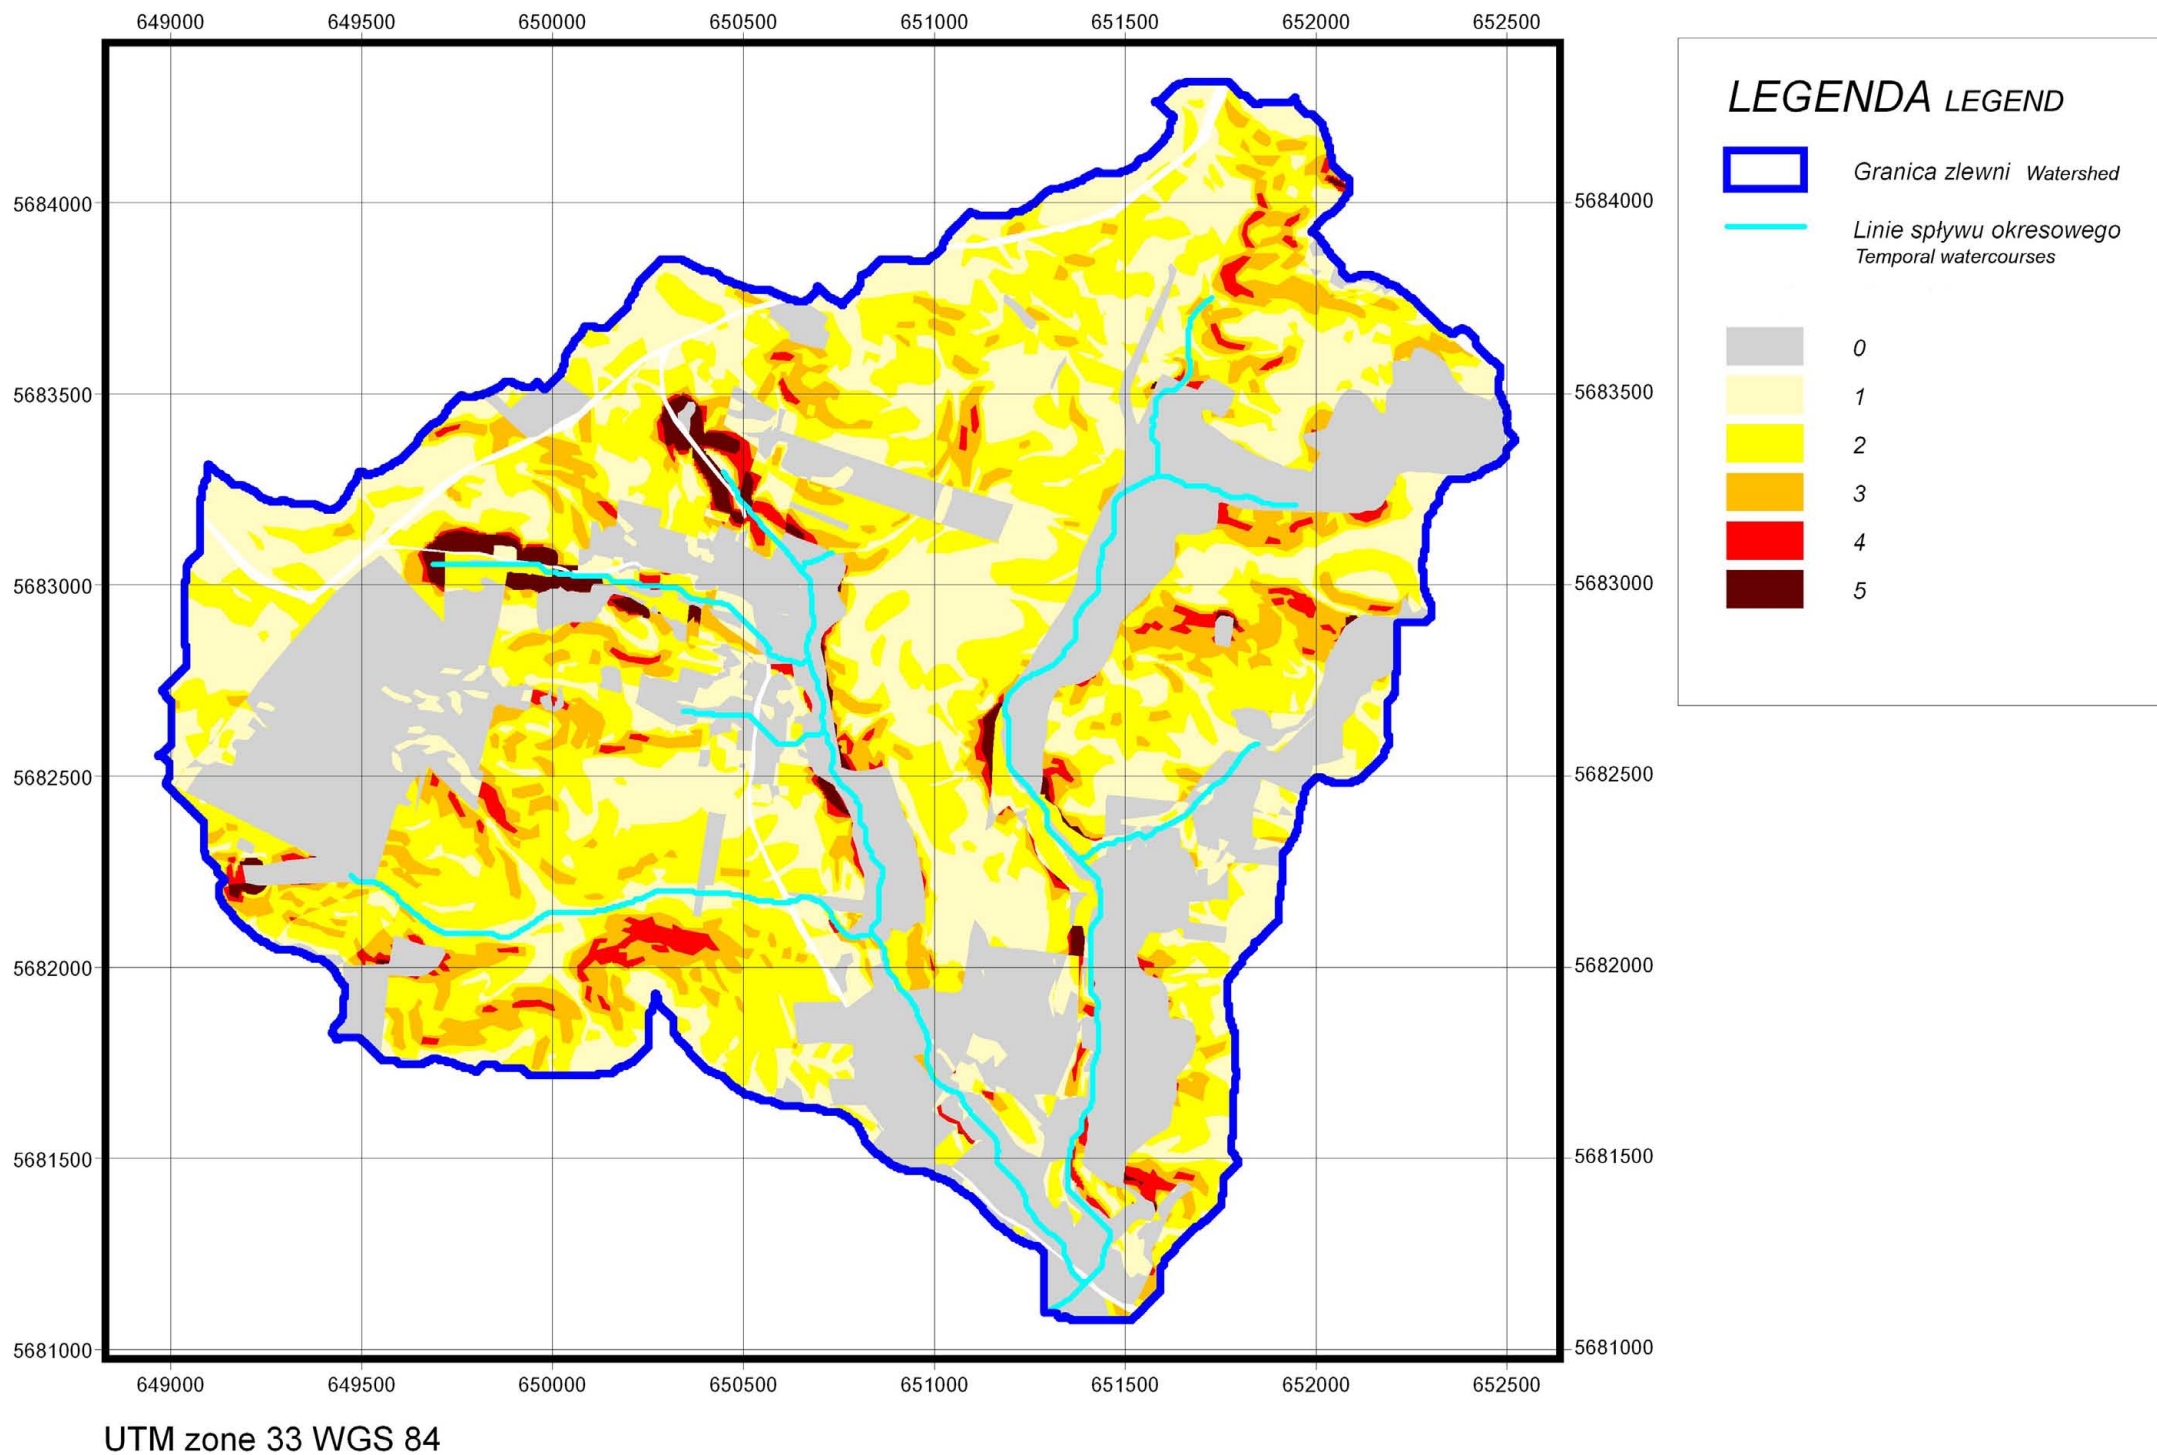 649000 649500 650000 650500 651000 651500 652000 652500
LEGENDA LEGEND
Granica zlewni Watershed
Linie spływu okresowego
Temporal watercourses
0
1
2
3
4
5
5684000 5684000
5683500 5683500
5683000 5683000
5682500 5682500
5682000 5682000
5681500 5681500
5681000 5681000
649000 649500 650000 650500 651000 651500 652000 652500
UTM zone 33 WGS 84